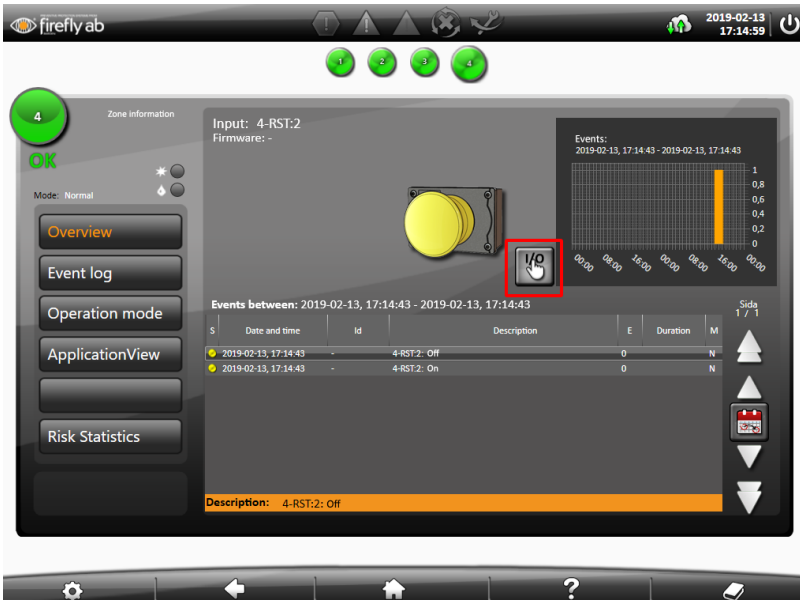 firefly ab
2019-02-13
17:14:59
1 2 3 4
4
Zone information
OK
Mode: Normal
Overview
Event log
Operation mode
ApplicationView
Risk Statistics
Input: 4-RST:2
Firmware: -
I/O
Events:
2019-02-13, 17:14:43 - 2019-02-13, 17:14:43
1
0,8
0,6
0,4
0,2
0
00:00 08:00 16:00 00:00 08:00 16:00 00:00
Events between: 2019-02-13, 17:14:43 - 2019-02-13, 17:14:43
Sida
1 / 1
S Date and time Id Description E Duration M
2019-02-13, 17:14:43 - 4-RST:2: Off 0 N
2019-02-13, 17:14:43 - 4-RST:2: On 0 N
Description: 4-RST:2: Off
?